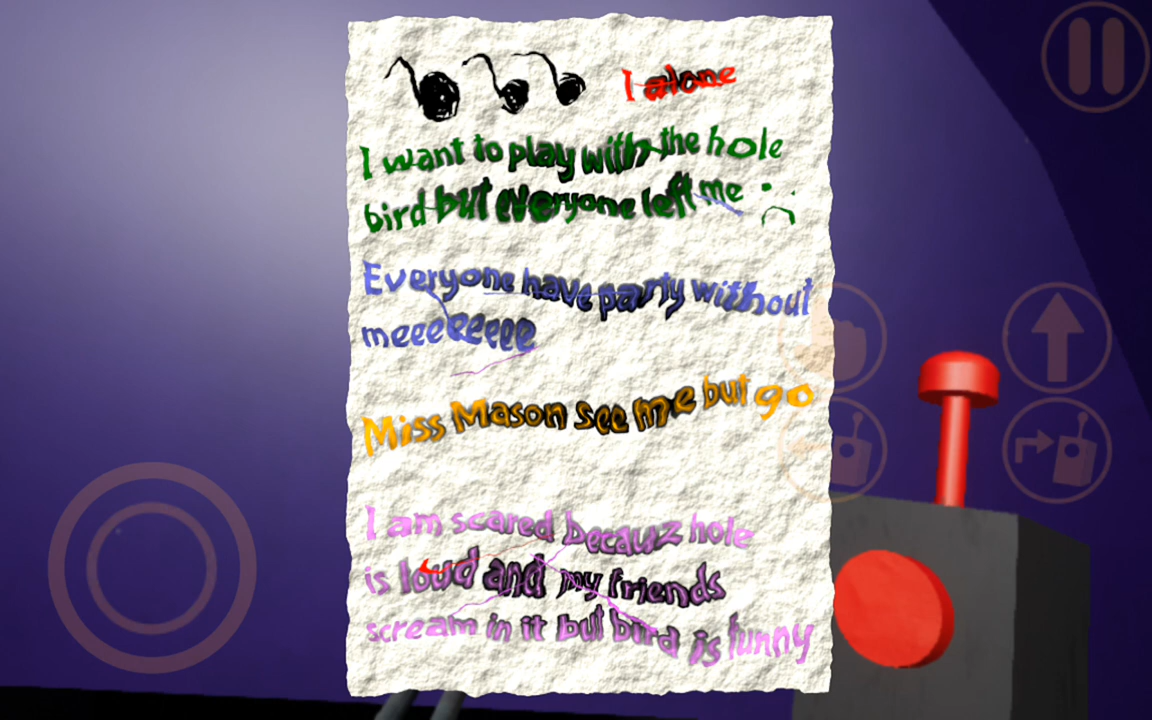 I alone
I want to play with the hole
bird but everyone left me :(
Everyone have party without
meeeeeeeee
Miss Mason see me but go
I am scared becauz hole
is loud and my friends
scream in it but bird is funny